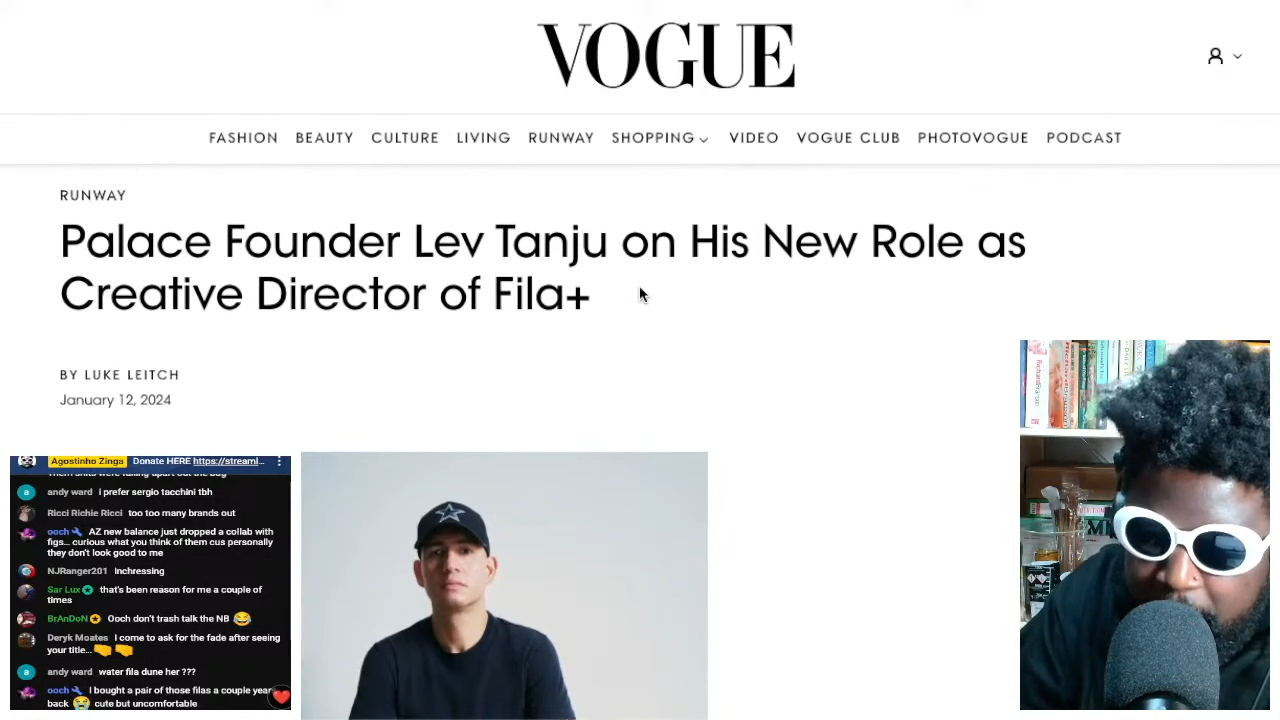 VOGUE
FASHION BEAUTY CULTURE LIVING RUNWAY SHOPPING VIDEO VOGUE CLUB PHOTOVOGUE PODCAST
RUNWAY
Palace Founder Lev Tanju on His New Role as
Creative Director of Fila+
BY LUKE LEITCH
January 12, 2024
Agostinho Zinga Donate HERE https://streaml...
andy ward i prefer sergio tacchini tbh
Ricci Richie Ricci too too many brands out
ooch AZ new balance just dropped a collab with
figs... curious what you think of them cus personally
they don't look good to me
NJRanger201 Inchressing
Sar Lux that's been reason for me a couple of
times
BrAnDoN Ooch don't trash talk the NB 😂
Deryk Moates I come to ask for the fade after seeing
your title... 🤜 🤜
andy ward water fila dune her ???
ooch I bought a pair of those filas a couple year
back 😭 cute but uncomfortable